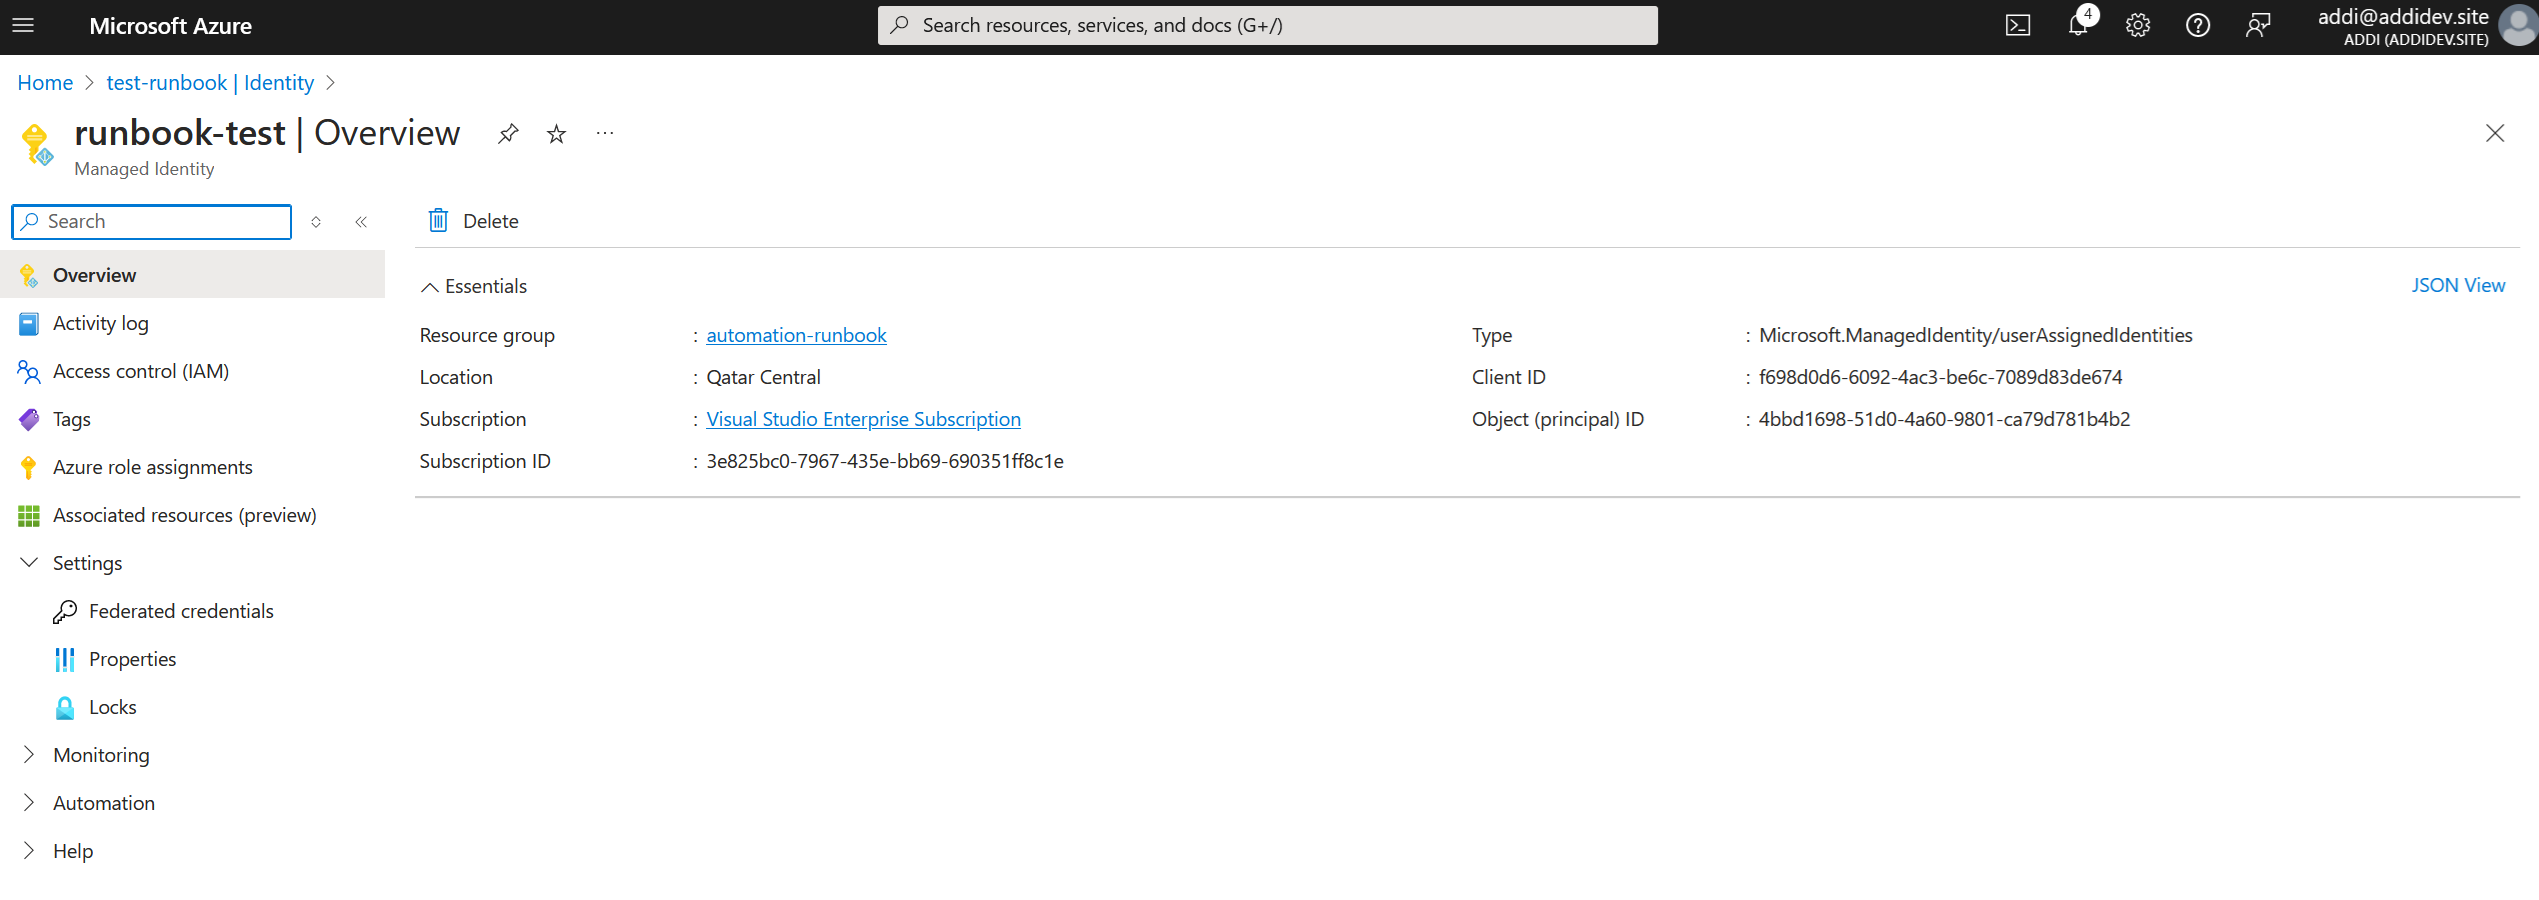 Microsoft Azure
Search resources, services, and docs (G+/)
4
addi@addidev.site
ADDI (ADDIDEV.SITE)
Home > test-runbook | Identity >
runbook-test | Overview
Managed Identity
Search
Overview
Activity log
Access control (IAM)
Tags
Azure role assignments
Associated resources (preview)
Settings
Federated credentials
Properties
Locks
Monitoring
Automation
Help
Delete
Essentials
JSON View
Resource group : automation-runbook
Location : Qatar Central
Subscription : Visual Studio Enterprise Subscription
Subscription ID : 3e825bc0-7967-435e-bb69-690351ff8c1e
Type : Microsoft.ManagedIdentity/userAssignedIdentities
Client ID : f698d0d6-6092-4ac3-be6c-7089d83de674
Object (principal) ID : 4bbd1698-51d0-4a60-9801-ca79d781b4b2